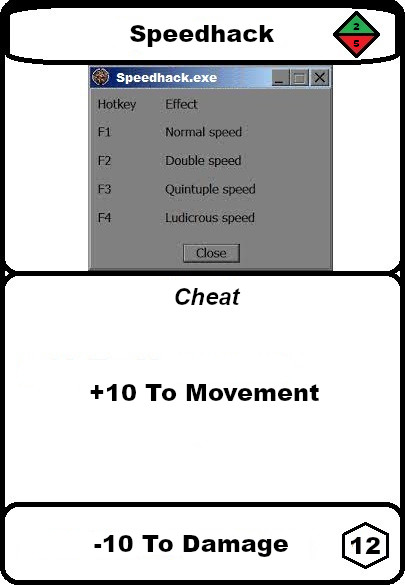 Speedhack
2
5
Speedhack.exe
Hotkey Effect
F1 Normal speed
F2 Double speed
F3 Quintuple speed
F4 Ludicrous speed
Close
Cheat
+10 To Movement
-10 To Damage
12